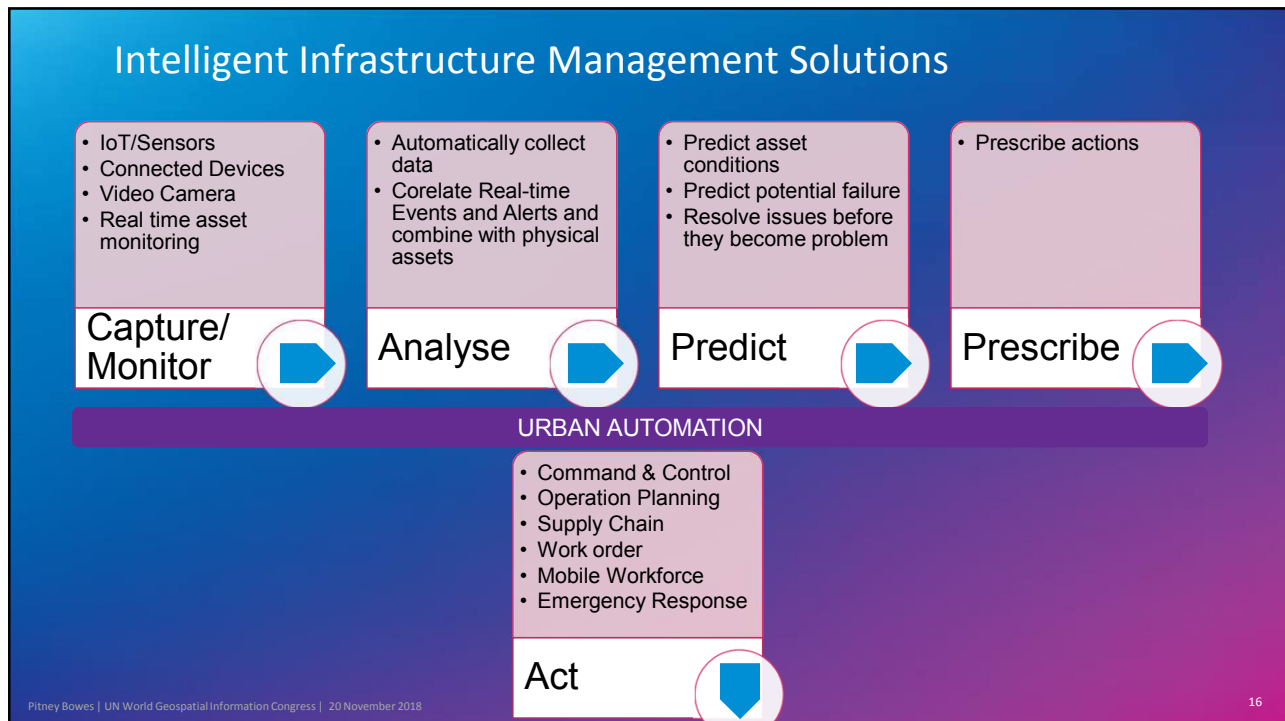 Intelligent Infrastructure Management Solutions
• IoT/Sensors
• Connected Devices
• Video Camera
• Real time asset
monitoring
Capture/
Monitor
• Automatically collect
data
• Corelate Real-time
Events and Alerts and
combine with physical
assets
Analyse
• Predict asset
conditions
• Predict potential failure
• Resolve issues before
they become problem
Predict
• Prescribe actions
Prescribe
URBAN AUTOMATION
• Command & Control
• Operation Planning
• Supply Chain
• Work order
• Mobile Workforce
• Emergency Response
Act
Pitney Bowes | UN World Geospatial Information Congress | 20 November 2018
16